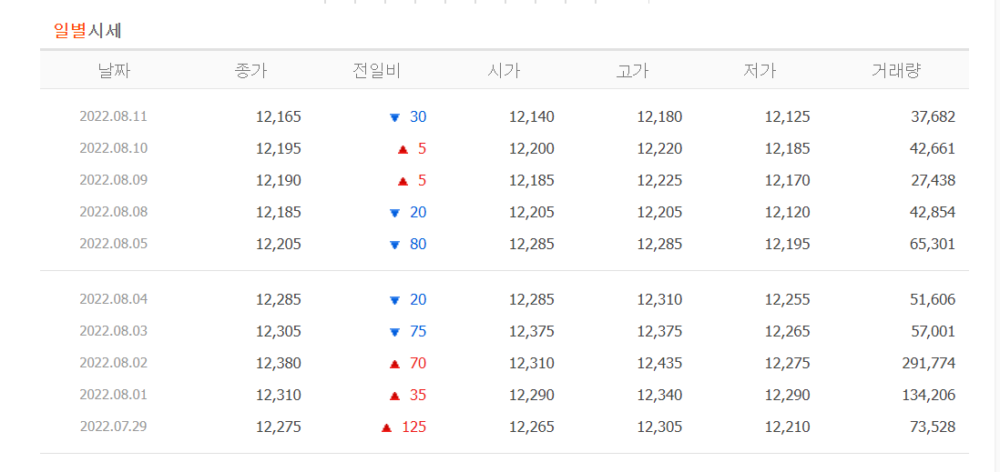 일별시세
날짜 종가 전일비 시가 고가 저가 거래량
2022.08.11 12,165 ▼ 30 12,140 12,180 12,125 37,682
2022.08.10 12,195 ▲ 5 12,200 12,220 12,185 42,661
2022.08.09 12,190 ▲ 5 12,185 12,225 12,170 27,438
2022.08.08 12,185 ▼ 20 12,205 12,205 12,120 42,854
2022.08.05 12,205 ▼ 80 12,285 12,285 12,195 65,301
2022.08.04 12,285 ▼ 20 12,285 12,310 12,255 51,606
2022.08.03 12,305 ▼ 75 12,375 12,375 12,265 57,001
2022.08.02 12,380 ▲ 70 12,310 12,435 12,275 291,774
2022.08.01 12,310 ▲ 35 12,290 12,340 12,290 134,206
2022.07.29 12,275 ▲ 125 12,265 12,305 12,210 73,528